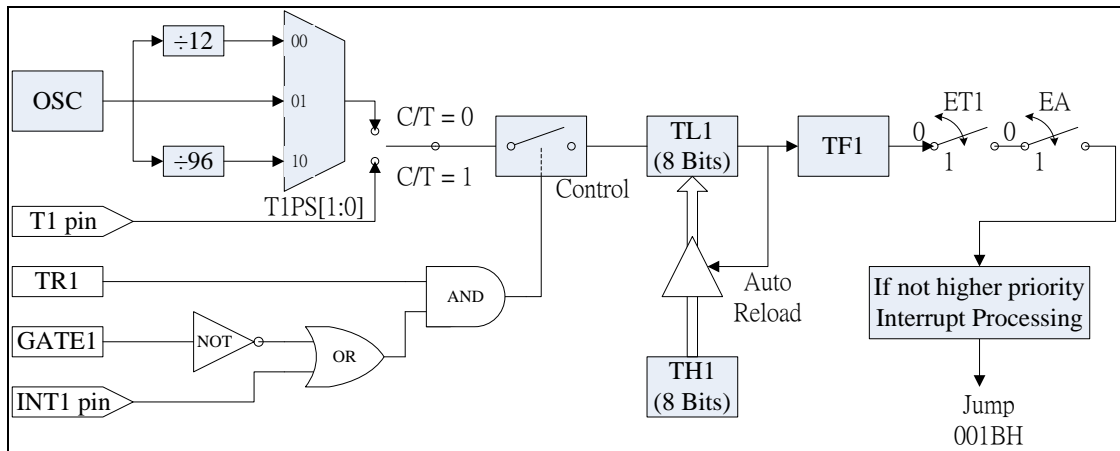 ÷12
00
OSC
01
÷96
10
T1PS[1:0]
C/T = 0
C/T = 1
Control
TL1
(8 Bits)
TF1
ET1
0
1
EA
0
1
T1 pin
TR1
GATE1
INT1 pin
NOT
OR
AND
Auto
Reload
TH1
(8 Bits)
If not higher priority
Interrupt Processing
Jump
001BH